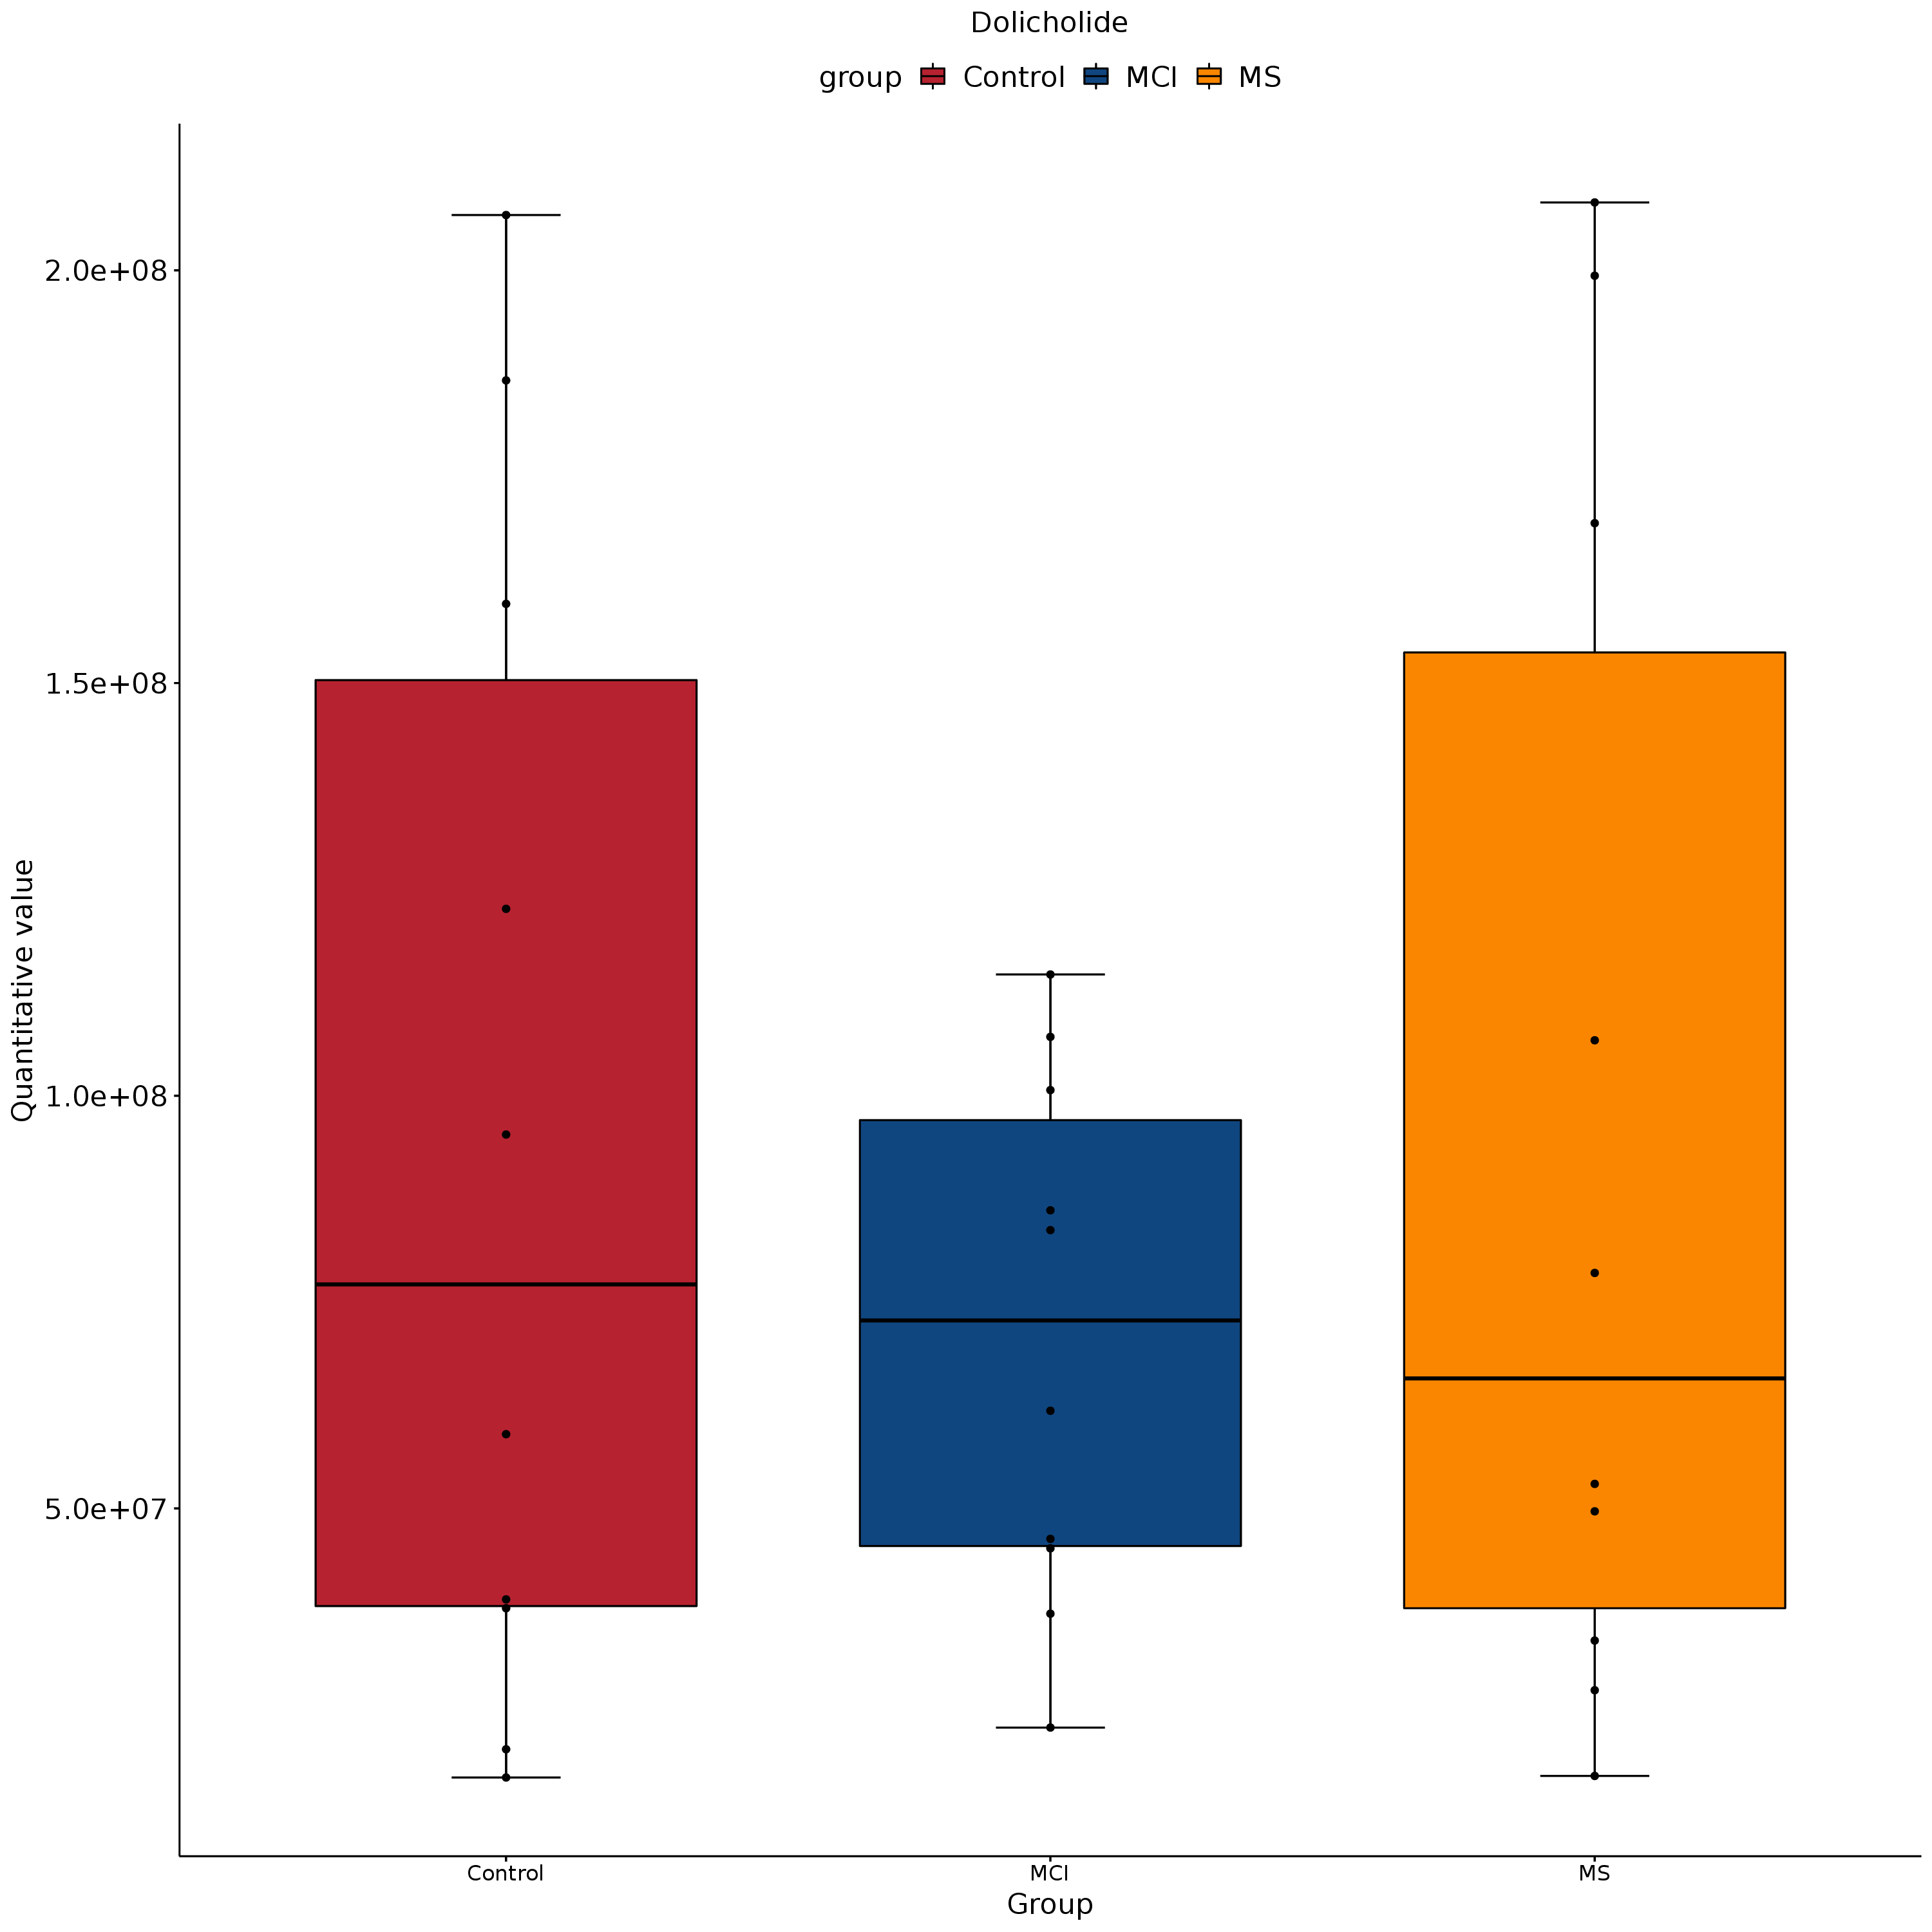 Dolicholide
group Control MCI MS
Quantitative value
2.0e+08
1.5e+08
1.0e+08
5.0e+07
Control MCI MS
Group